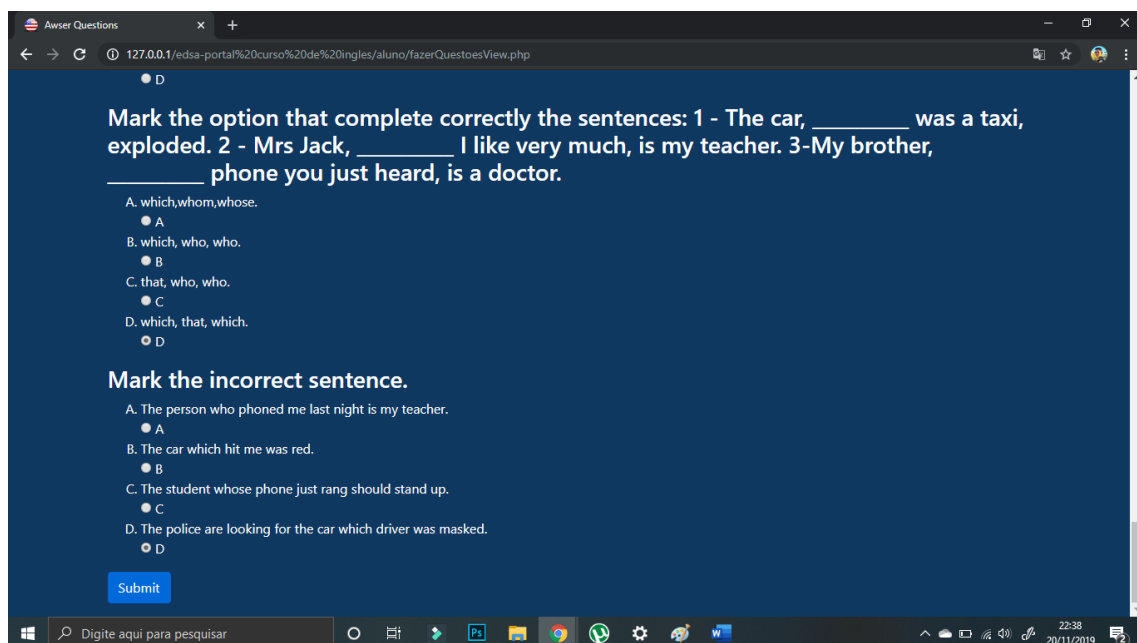 Awser Questions
127.0.0.1/edsa-portal%20curso%20de%20ingles/aluno/fazerQuestoesView.php
D
Mark the option that complete correctly the sentences: 1 - The car, _________ was a taxi,
exploded. 2 - Mrs Jack, _________ I like very much, is my teacher. 3-My brother,
_________ phone you just heard, is a doctor.
A. which,whom,whose.
A
B. which, who, who.
B
C. that, who, who.
C
D. which, that, which.
D
Mark the incorrect sentence.
A. The person who phoned me last night is my teacher.
A
B. The car which hit me was red.
B
C. The student whose phone just rang should stand up.
C
D. The police are looking for the car which driver was masked.
D
Submit
Digite aqui para pesquisar
Ps
W
22:38
20/11/2019
2